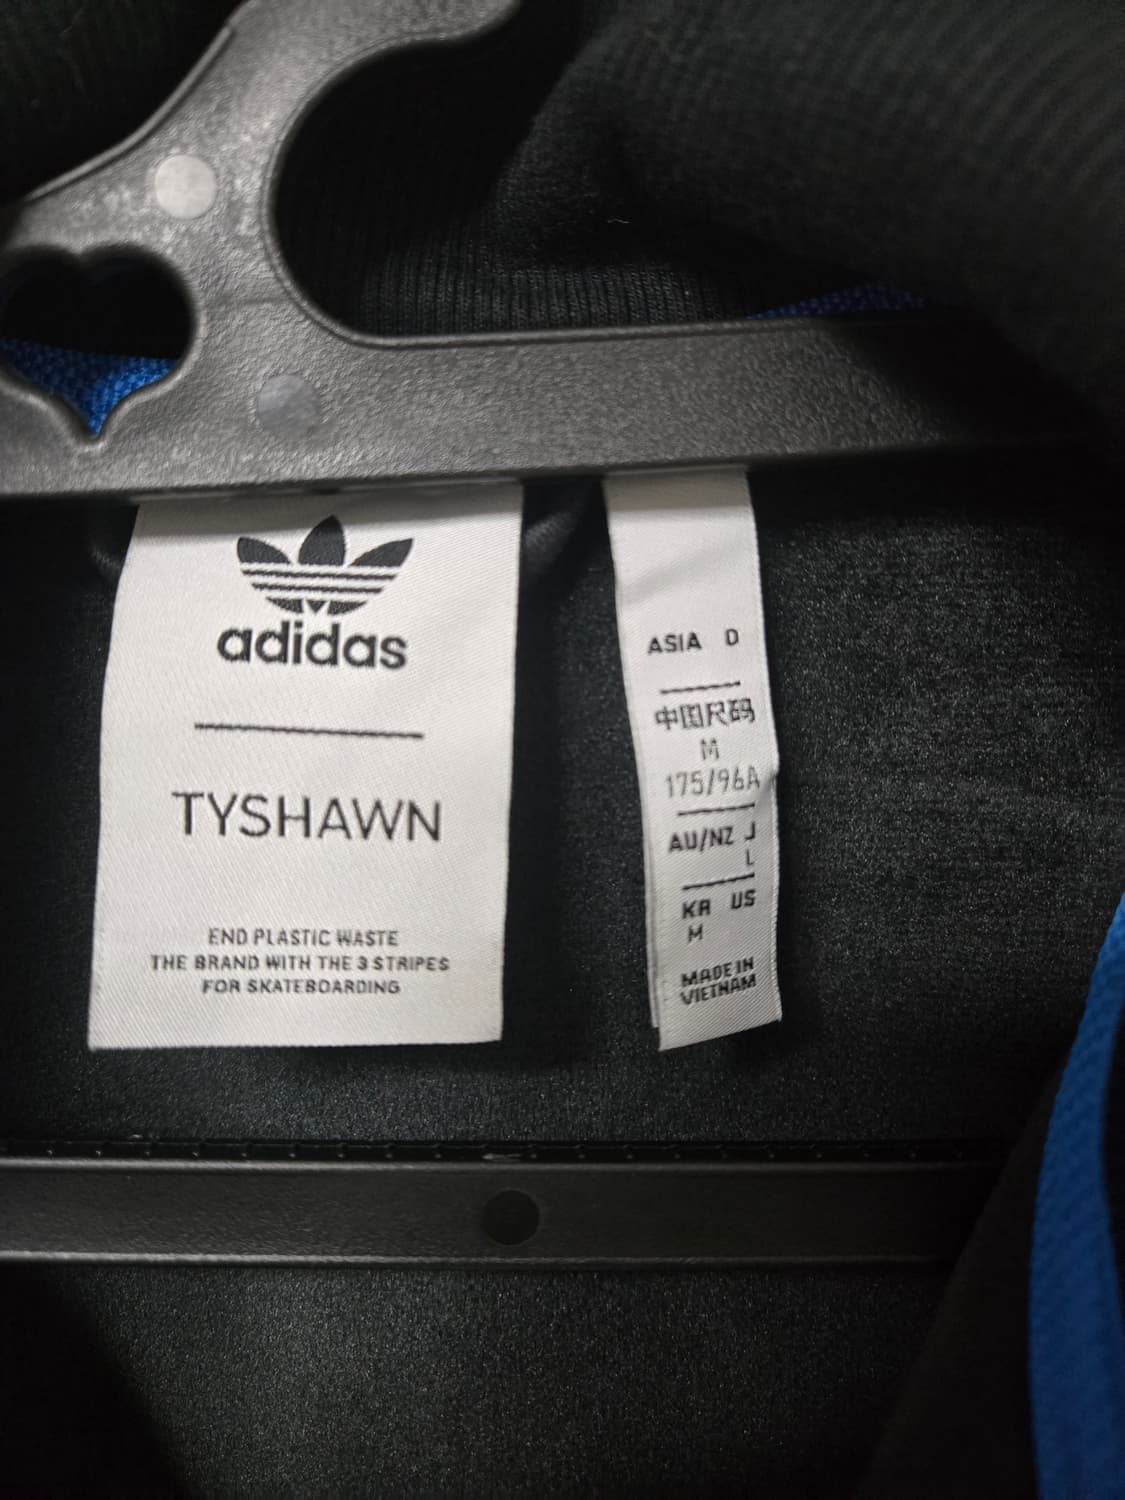 adidas
TYSHAWN
END PLASTIC WASTE
THE BRAND WITH THE 3 STRIPES
FOR SKATEBOARDING
ASIA D
中国尺码
M
175/96A
AU/NZ J
L
KR US
M
MADE IN
VIETNAM